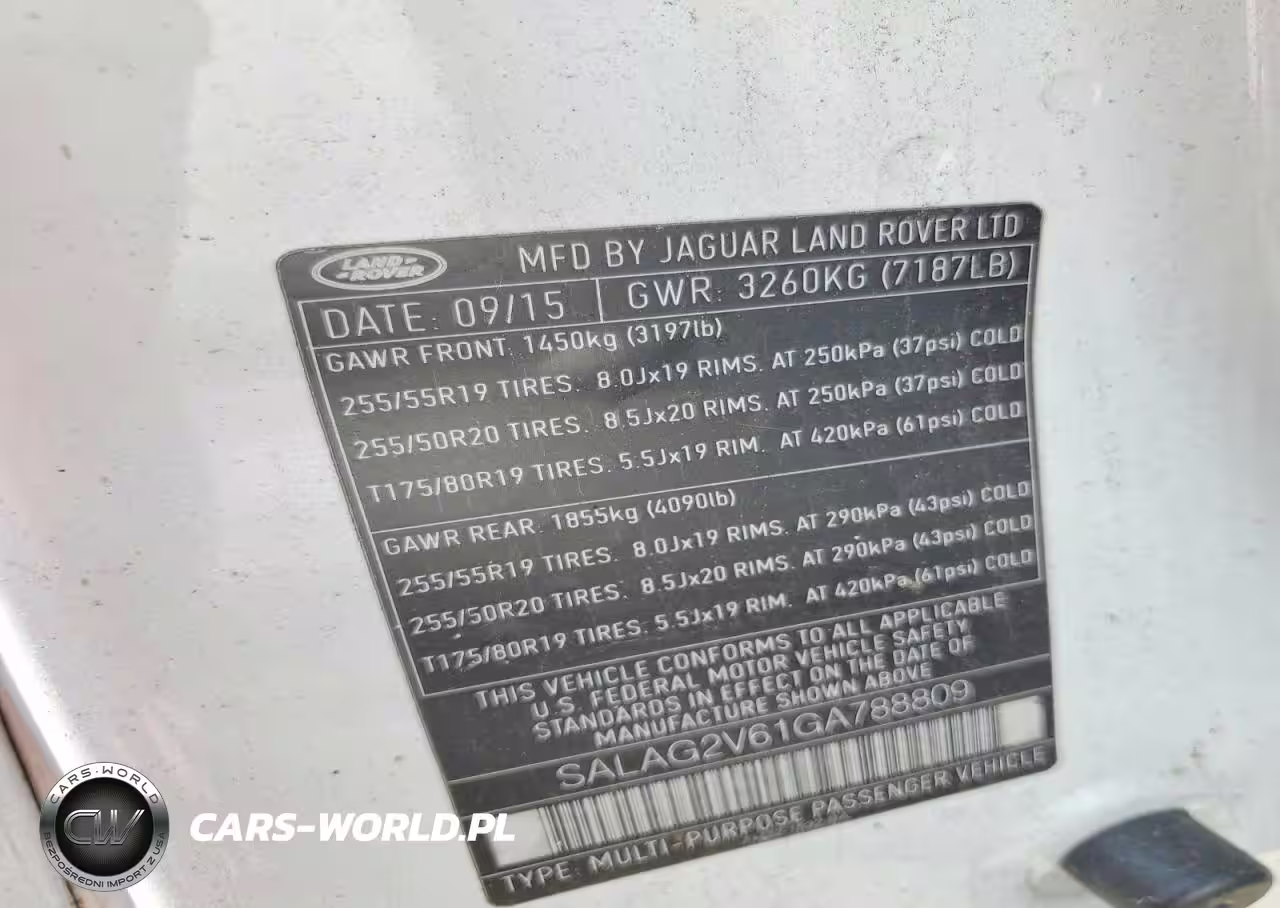 LAND ROVER
MFD BY JAGUAR LAND ROVER LTD
DATE: 09/15 GWR: 3260KG (7187LB)
GAWR FRONT: 1450kg (3197lb)
255/55R19 TIRES. 8.0Jx19 RIMS. AT 250kPa (37psi) COLD
255/50R20 TIRES. 8.5Jx20 RIMS. AT 250kPa (37psi) COLD
T175/80R19 TIRES. 5.5Jx19 RIM. AT 420kPa (61psi) COLD
GAWR REAR: 1855kg (4090lb)
255/55R19 TIRES. 8.0Jx19 RIMS. AT 290kPa (43psi) COLD
255/50R20 TIRES. 8.5Jx20 RIMS. AT 290kPa (43psi) COLD
T175/80R19 TIRES. 5.5Jx19 RIM. AT 420kPa (61psi) COLD
THIS VEHICLE CONFORMS TO ALL APPLICABLE
U.S. FEDERAL MOTOR VEHICLE SAFETY
STANDARDS IN EFFECT ON THE DATE OF
MANUFACTURE SHOWN ABOVE
SALAG2V61GA788809
TYPE: MULTI-PURPOSE PASSENGER VEHICLE
CARS-WORLD
CW
BEZPOŚREDNI IMPORT Z USA
CARS-WORLD.PL